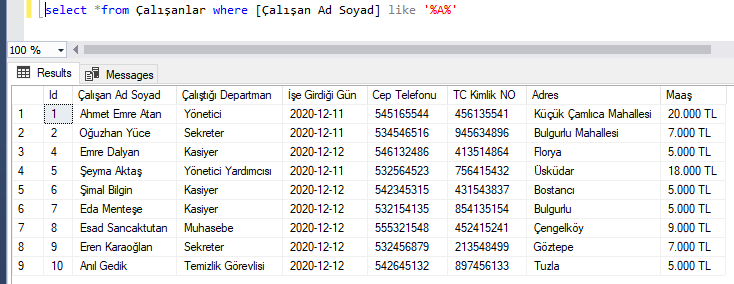 select *from Çalışanlar where [Çalışan Ad Soyad] like '%A%'
100 %
Results Messages
Id Çalışan Ad Soyad Çalıştığı Departman İşe Girdiği Gün Cep Telefonu TC Kimlik NO Adres Maaş
1 1 Ahmet Emre Atan Yönetici 2020-12-11 545165544 456135541 Küçük Çamlıca Mahallesi 20.000 TL
2 2 Oğuzhan Yüce Sekreter 2020-12-11 534546516 945634896 Bulgurlu Mahallesi 7.000 TL
3 4 Emre Dalyan Kasiyer 2020-12-12 546132486 413514864 Florya 5.000 TL
4 5 Şeyma Aktaş Yönetici Yardımcısı 2020-12-11 532564523 756415432 Üsküdar 18.000 TL
5 6 Şimal Bilgin Kasiyer 2020-12-12 542345315 431543837 Bostancı 5.000 TL
6 7 Eda Menteşe Kasiyer 2020-12-12 532154135 854135154 Bulgurlu 5.000 TL
7 8 Esad Sancaktutan Muhasebe 2020-12-12 555321548 452415241 Çengelköy 9.000 TL
8 9 Eren Karaoğlan Sekreter 2020-12-12 532456879 213548499 Göztepe 7.000 TL
9 10 Anıl Gedik Temizlik Görevlisi 2020-12-12 542645132 897456133 Tuzla 5.000 TL